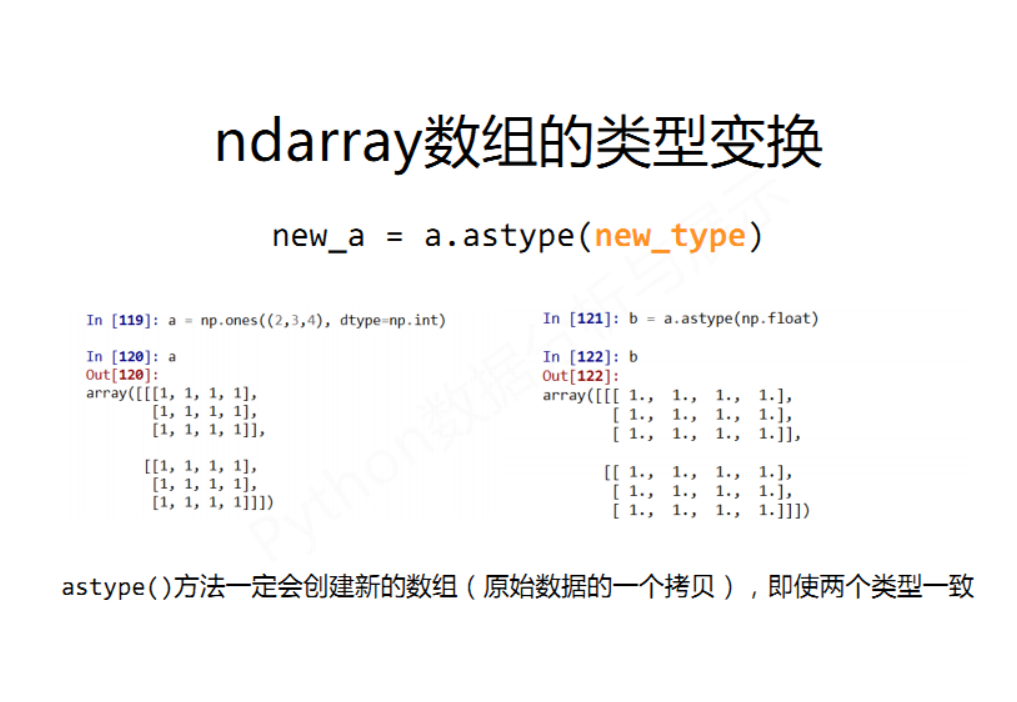 ndarray数组的类型变换
new_a = a.astype(new_type)
In [119]: a = np.ones((2,3,4), dtype=np.int)
In [120]: a
Out[120]:
array([[[1, 1, 1, 1],
[1, 1, 1, 1],
[1, 1, 1, 1]],
[[1, 1, 1, 1],
[1, 1, 1, 1],
[1, 1, 1, 1]]])
In [121]: b = a.astype(np.float)
In [122]: b
Out[122]:
array([[[ 1., 1., 1., 1.],
[ 1., 1., 1., 1.],
[ 1., 1., 1., 1.]],
[[ 1., 1., 1., 1.],
[ 1., 1., 1., 1.],
[ 1., 1., 1., 1.]]])
astype()方法一定会创建新的数组（原始数据的一个拷贝），即使两个类型一致
Python数据分析与展示